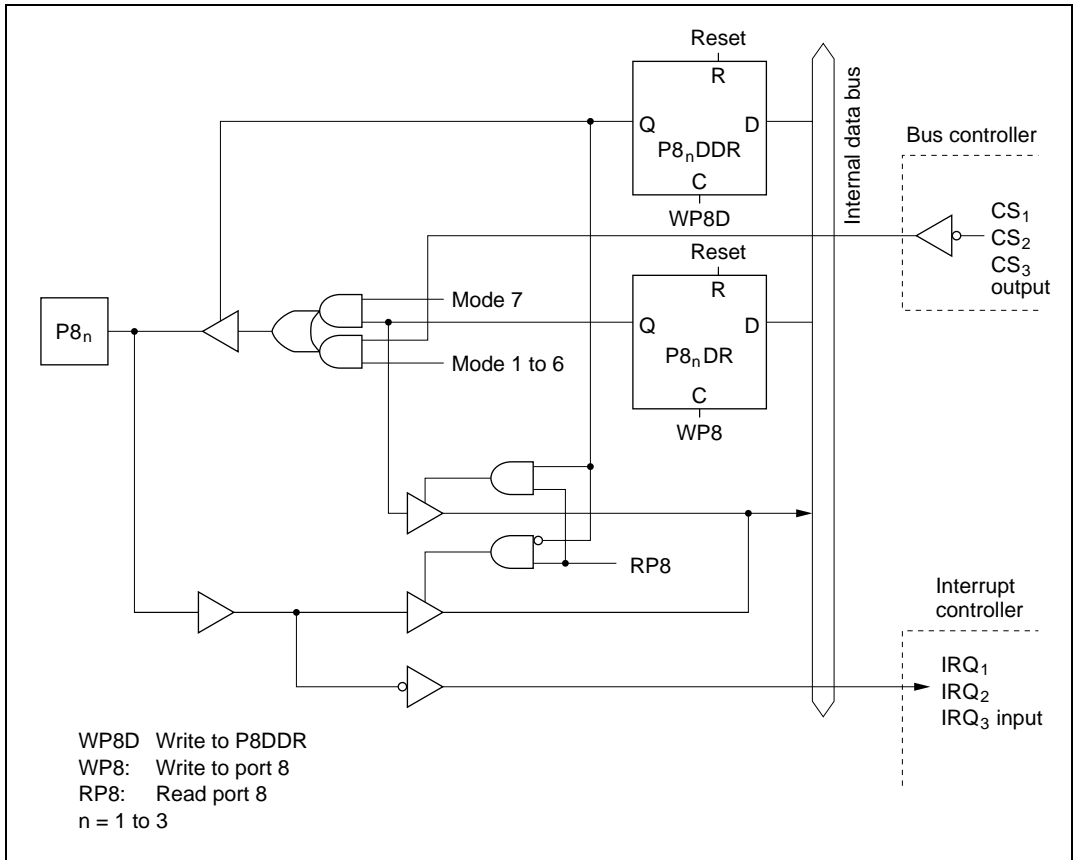 Reset
R
Q D
P8nDDR
C
WP8D
Internal data bus
Bus controller
CS1
CS2
CS3
output
Reset
R
Q D
P8nDR
C
WP8
Mode 7
Mode 1 to 6
P8n
RP8
Interrupt
controller
IRQ1
IRQ2
IRQ3 input
WP8D Write to P8DDR
WP8: Write to port 8
RP8: Read port 8
n = 1 to 3